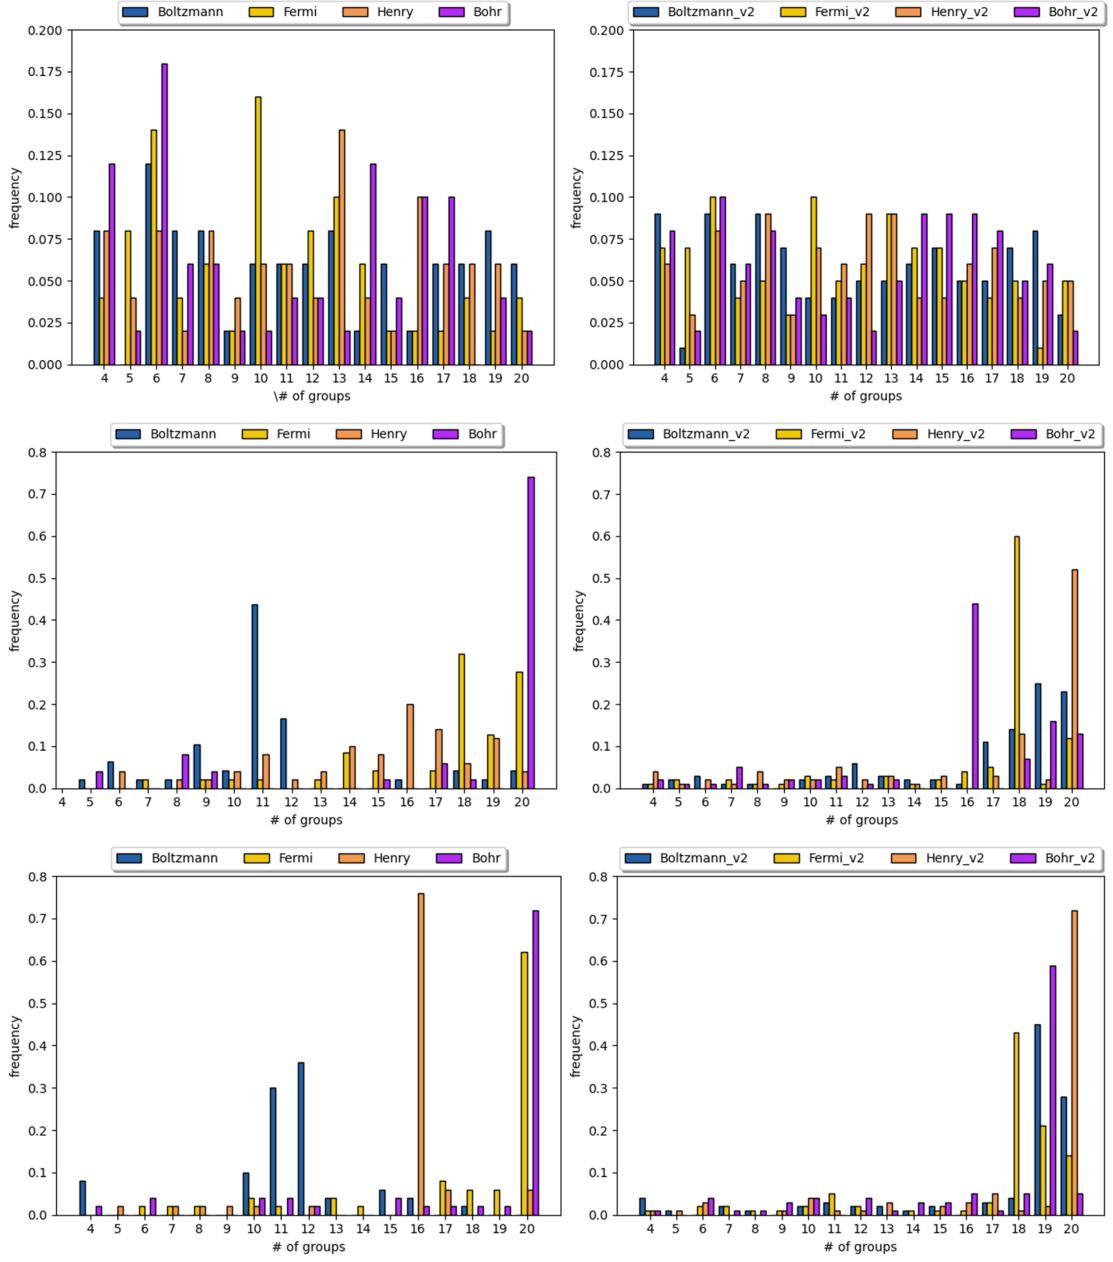 Boltzmann Fermi Henry Bohr
0.200
0.175
0.150
0.125
0.100
0.075
0.050
0.025
0.000
frequency
4 5 6 7 8 9 10 11 12 13 14 15 16 17 18 19 20
\# of groups
Boltzmann_v2 Fermi_v2 Henry_v2 Bohr_v2
0.200
0.175
0.150
0.125
0.100
0.075
0.050
0.025
0.000
frequency
4 5 6 7 8 9 10 11 12 13 14 15 16 17 18 19 20
# of groups
Boltzmann Fermi Henry Bohr
0.8
0.7
0.6
0.5
0.4
0.3
0.2
0.1
0.0
frequency
4 5 6 7 8 9 10 11 12 13 14 15 16 17 18 19 20
# of groups
Boltzmann_v2 Fermi_v2 Henry_v2 Bohr_v2
0.8
0.7
0.6
0.5
0.4
0.3
0.2
0.1
0.0
frequency
4 5 6 7 8 9 10 11 12 13 14 15 16 17 18 19 20
# of groups
Boltzmann Fermi Henry Bohr
0.8
0.7
0.6
0.5
0.4
0.3
0.2
0.1
0.0
frequency
4 5 6 7 8 9 10 11 12 13 14 15 16 17 18 19 20
# of groups
Boltzmann_v2 Fermi_v2 Henry_v2 Bohr_v2
0.8
0.7
0.6
0.5
0.4
0.3
0.2
0.1
0.0
frequency
4 5 6 7 8 9 10 11 12 13 14 15 16 17 18 19 20
# of groups